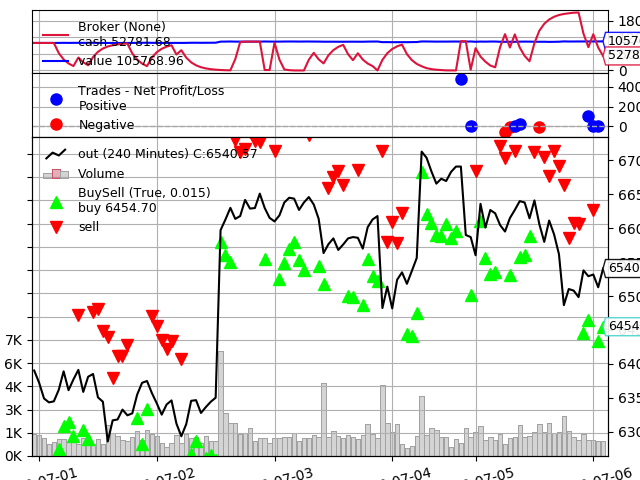 Broker (None)
cash 52781.68
value 105768.96
180
1057
5278
0
Trades - Net Profit/Loss
Positive
Negative
400
200
0
out (240 Minutes) C:6540.57
Volume
BuySell (True, 0.015)
buy 6454.70
sell
670
665
660
6540
650
6454
640
635
630
7K
6K
4K
3K
1K
0K
-07-01
-07-02
-07-03
-07-04
-07-05
-07-06